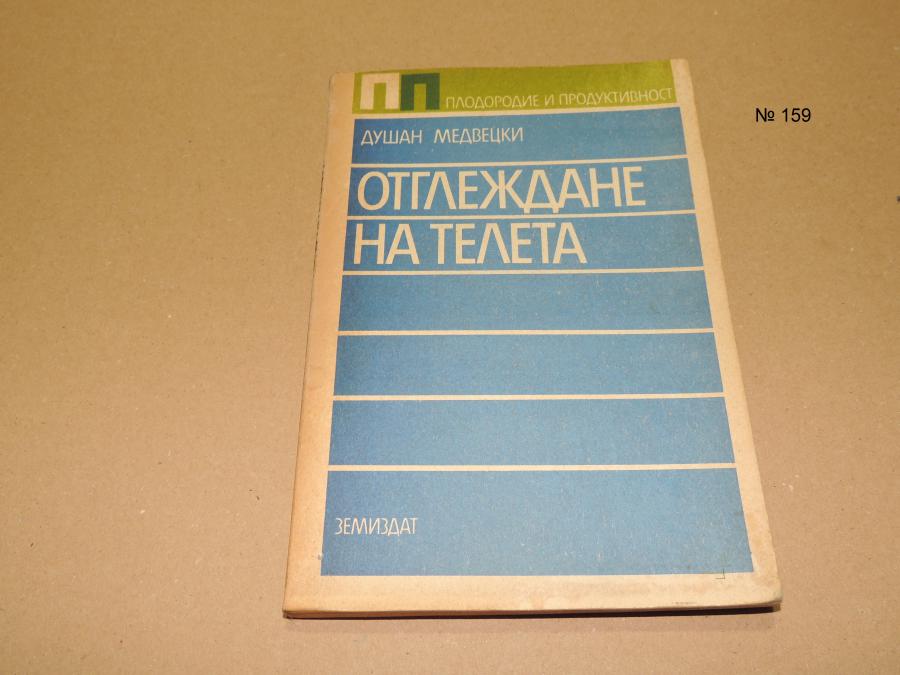 ПП ПЛОДОРОДИЕ И ПРОДУКТИВНОСТ
№ 159
ДУШАН МЕДВЕЦКИ
ОТГЛЕЖДАНЕ
НА ТЕЛЕТА
ЗЕМИЗДАТ